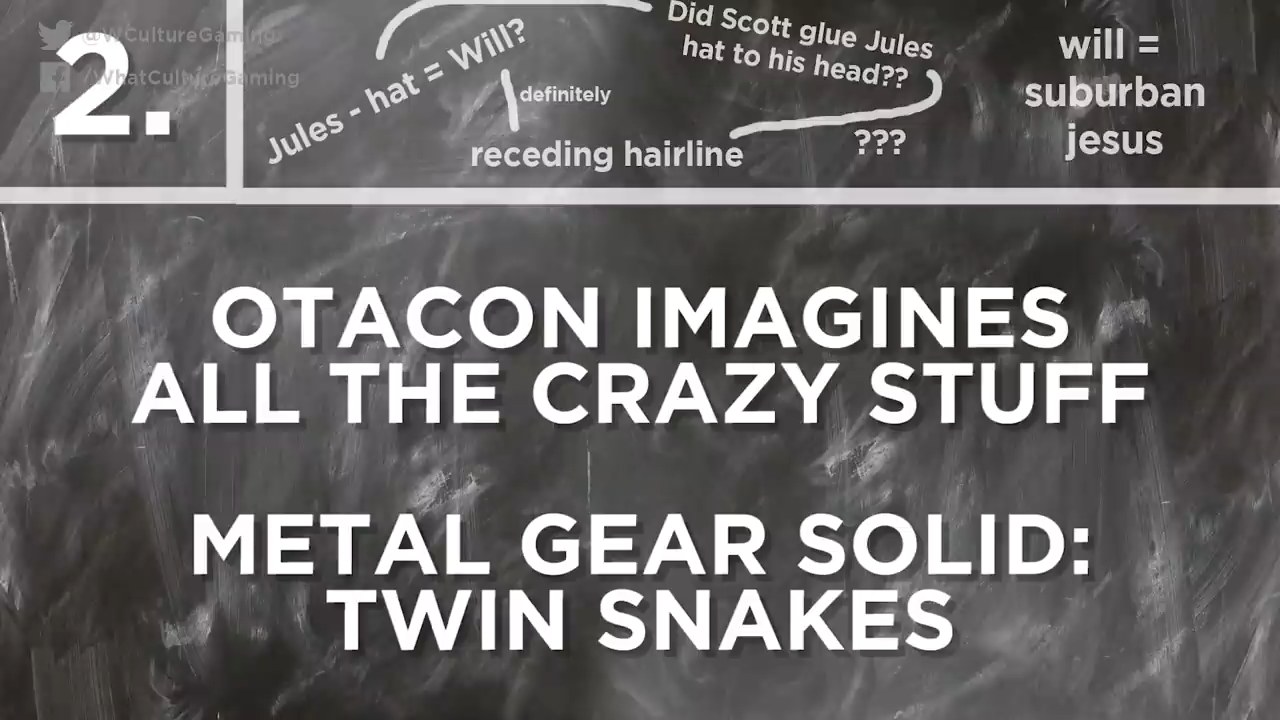 @WCultureGaming
/WhatCultureGaming
2.
Jules - hat = Will?
definitely
receding hairline
Did Scott glue Jules
hat to his head??
???
will =
suburban
jesus
OTACON IMAGINES
ALL THE CRAZY STUFF
METAL GEAR SOLID:
TWIN SNAKES